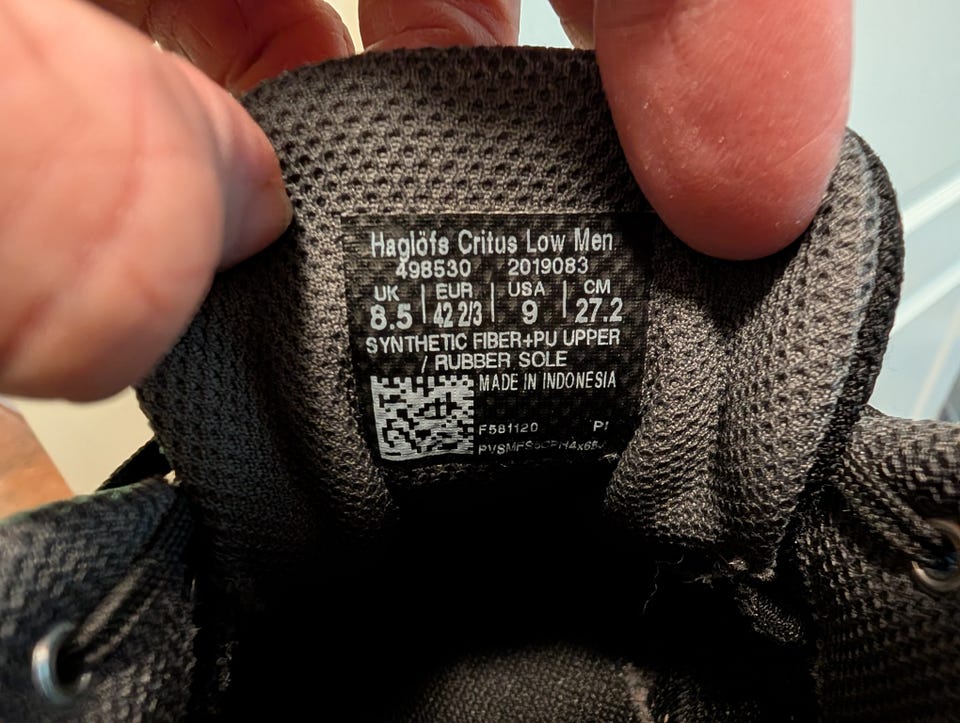 Haglöfs Critus Low Men
498530 2019083
UK | EUR | USA | CM
8.5 | 42 2/3 | 9 | 27.2
SYNTHETIC FIBER+PU UPPER
/ RUBBER SOLE
MADE IN INDONESIA
F581120 PI